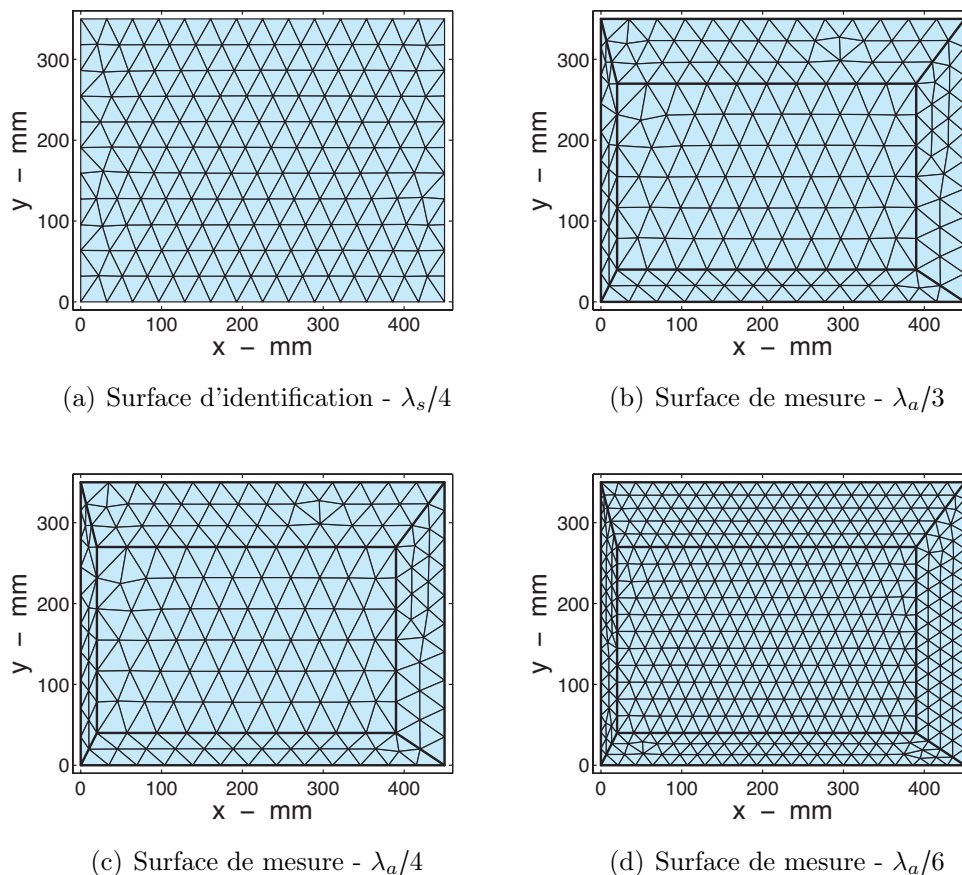 300
200
100
0
y – mm
0 100 200 300 400
x – mm
(a) Surface d'identification - λs/4
300
200
100
0
y – mm
0 100 200 300 400
x – mm
(b) Surface de mesure - λa/3
300
200
100
0
y – mm
0 100 200 300 400
x – mm
(c) Surface de mesure - λa/4
300
200
100
0
y – mm
0 100 200 300 400
x – mm
(d) Surface de mesure - λa/6